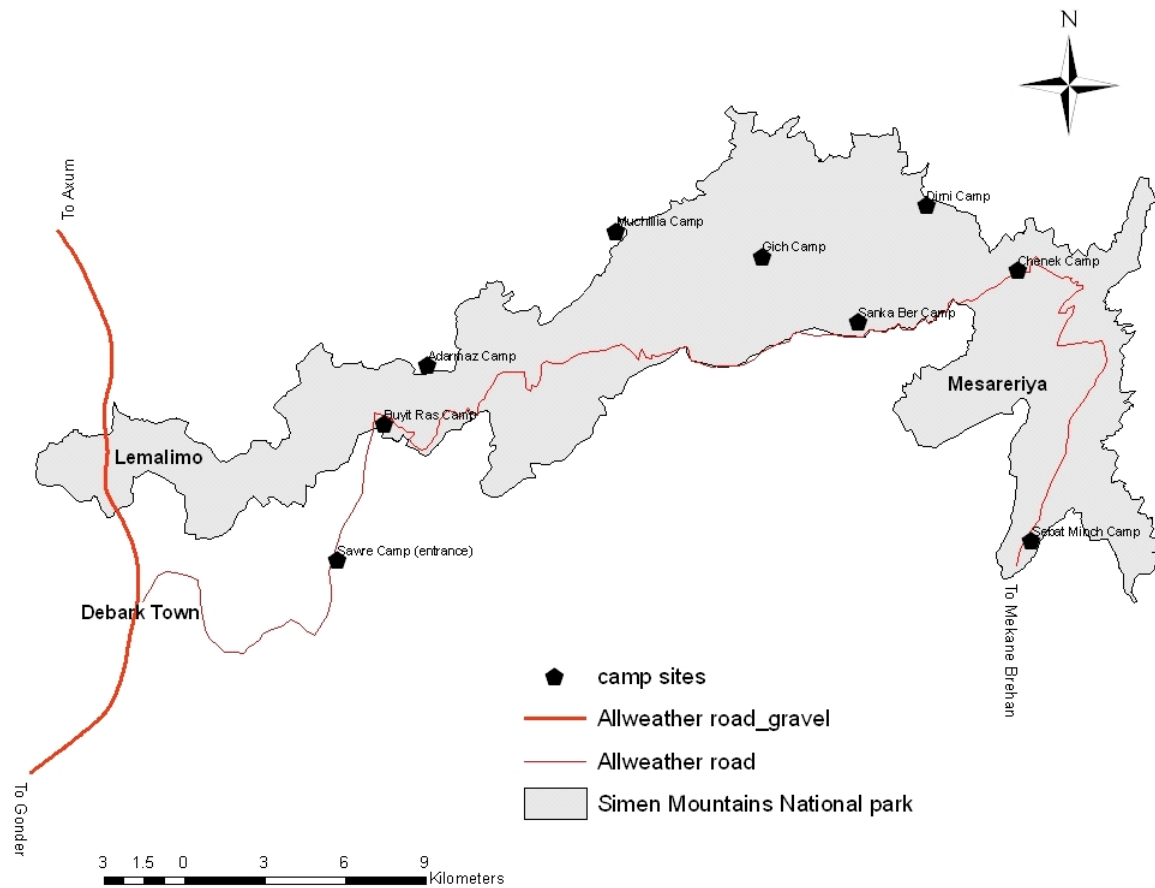 N
To Axum
Dirni Camp
Muchillia Camp
Gich Camp
Chenek Camp
Sanka Ber Camp
Adarmaz Camp
Mesareriya
Buyit Ras Camp
Lemalimo
Sebat Minch Camp
Sawre Camp (entrance)
Debark Town
To Mekane Brehan
camp sites
Allweather road_gravel
Allweather road
Simen Mountains National park
To Gonder
3 1.5 0 3 6 9
Kilometers